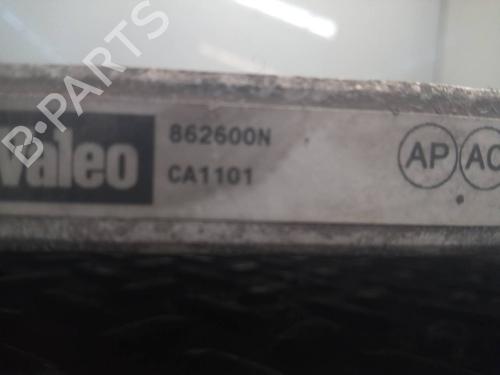 B-PARTS
Valeo
862600N
CA1101
AP
AC